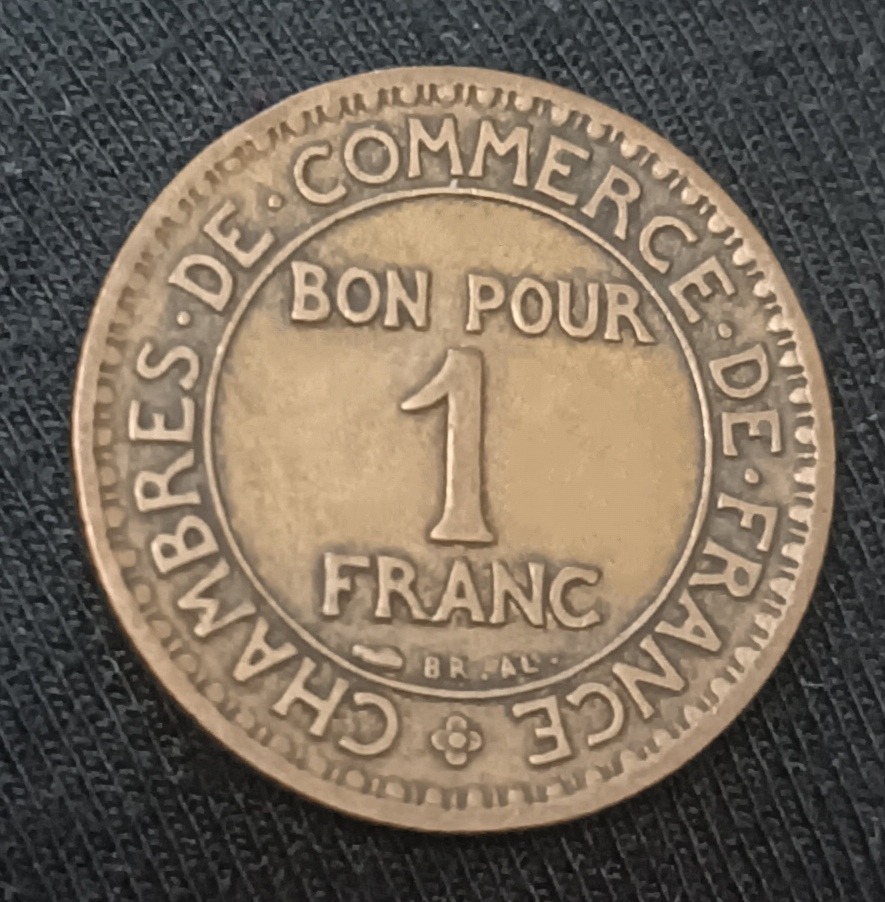 CHAMBRES·DE·COMMERCE·DE·FRANCE
BON POUR
1
FRANC
BR.AL·